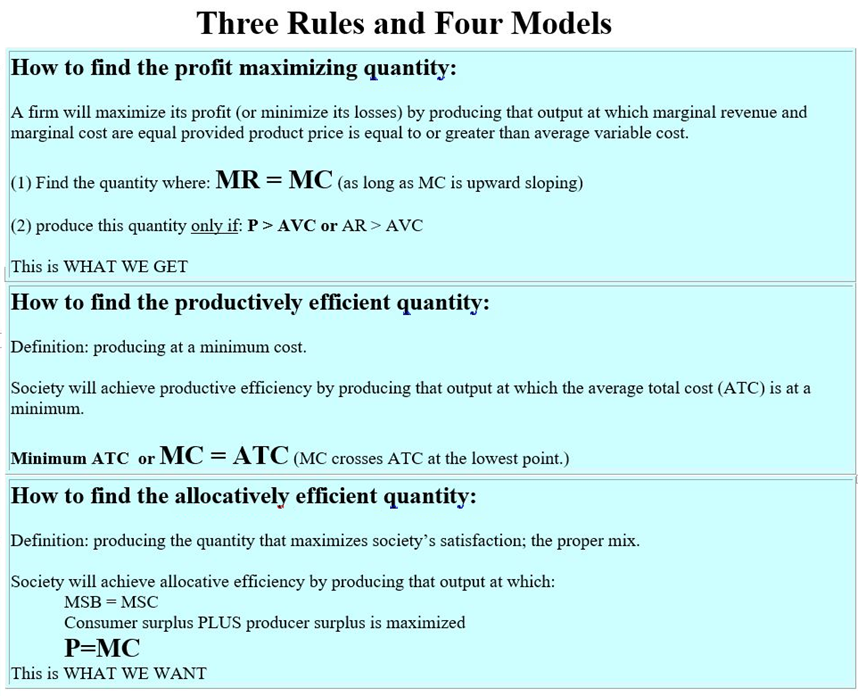 Three Rules and Four Models
How to find the profit maximizing quantity:
A firm will maximize its profit (or minimize its losses) by producing that output at which marginal revenue and
marginal cost are equal provided product price is equal to or greater than average variable cost.
(1) Find the quantity where: MR = MC (as long as MC is upward sloping)
(2) produce this quantity only if: P > AVC or AR > AVC
This is WHAT WE GET
How to find the productively efficient quantity:
Definition: producing at a minimum cost.
Society will achieve productive efficiency by producing that output at which the average total cost (ATC) is at a
minimum.
Minimum ATC or MC = ATC (MC crosses ATC at the lowest point.)
How to find the allocatively efficient quantity:
Definition: producing the quantity that maximizes society’s satisfaction; the proper mix.
Society will achieve allocative efficiency by producing that output at which:
MSB = MSC
Consumer surplus PLUS producer surplus is maximized
P=MC
This is WHAT WE WANT